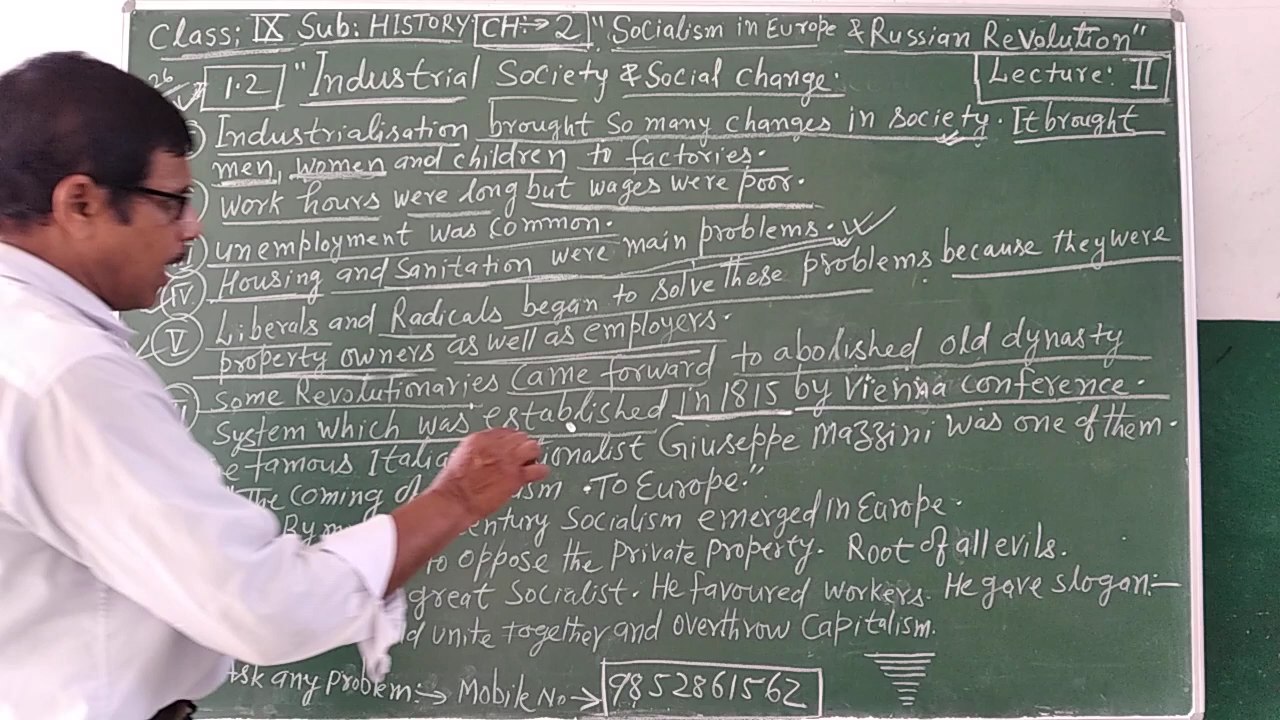 Class; IX Sub: HISTORY CH:→ 2 "Socialism in Europe & Russian Revolution"
1.2 "Industrial Society & Social change. Lecture: II
Industrialisation brought so many changes in society. It brought
men, women and children to factories.
Work hours were long but wages were poor.
unemployment was common.
IV Housing and Sanitation were main problems.
V Liberals and Radicals began to solve these problems because they were
property owners as well as employers.
Some Revolutionaries came forward to abolished old dynasty
System which was established in 1815 by Vienna conference.
famous Giuseppe Mazzini was one of them.
"The coming To Europe."
Socialism emerged in Europe.
to oppose the private property. Root of all evils.
great Socialist. He favoured workers. He gave slogan:—
unite together and overthrow Capitalism.
any Problem:→ Mobile No→ 9852861562